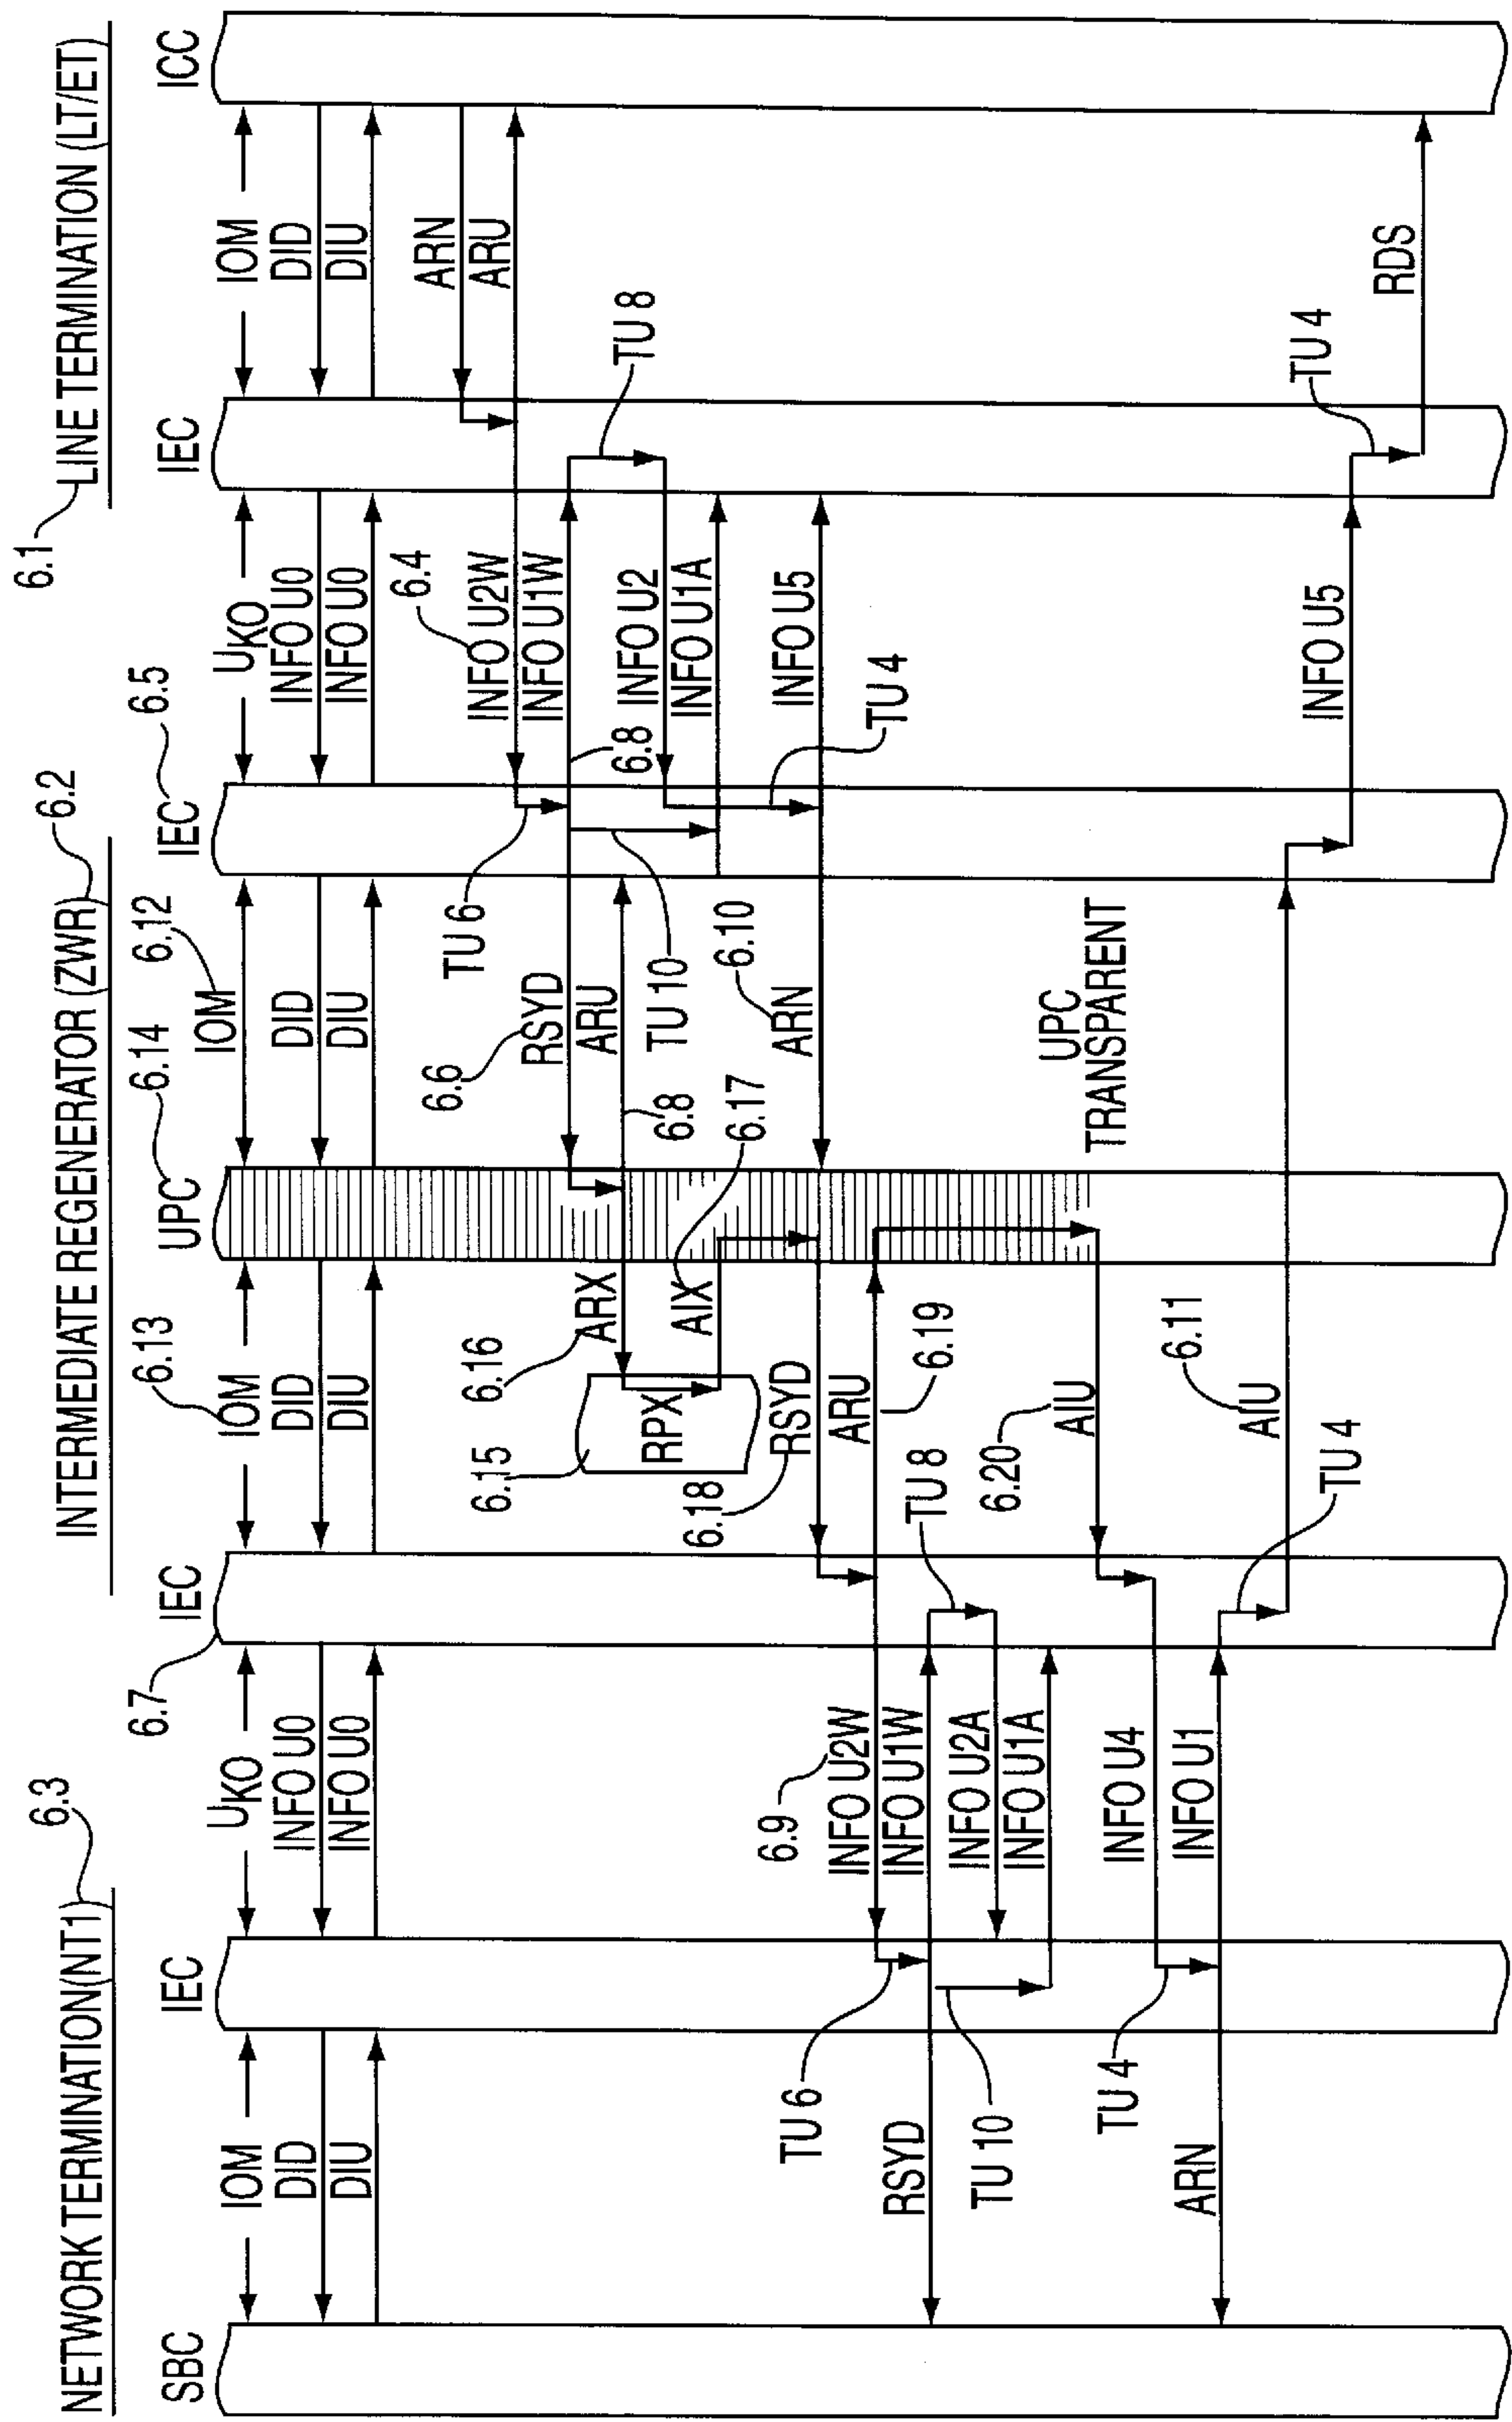 NETWORK TERMINATION(NT1)
6.3
INTERMEDIATE REGENERATOR (ZWR)
6.2
6.1
LINE TERMINATION (LT/ET)
SBC
IEC
6.7
IEC
UPC
6.14
IEC
6.5
IEC
ICC
IOM
UKO
6.13
IOM
IOM
6.12
UKO
IOM
DID
INFO U0
DID
DID
INFO U0
DID
DIU
INFO U0
DIU
DIU
INFO U0
DIU
ARN
ARU
6.4
INFO U2W
INFO U1W
TU 6
6.6
RSYD
ARU
6.8
TU 8
6.16
ARX
6.8
TU 10
INFO U2
INFO U1A
6.15
RPX
AIX
6.17
6.18
RSYD
6.10
ARN
INFO U5
TU 4
6.9
INFO U2W
INFO U1W
ARU
6.19
TU 6
RSYD
TU 8
TU 10
INFO U2A
INFO U1A
UPC
TRANSPARENT
6.20
AIU
TU 4
INFO U4
INFO U1
ARN
AIU
6.11
TU 4
INFO U5
TU 4
RDS